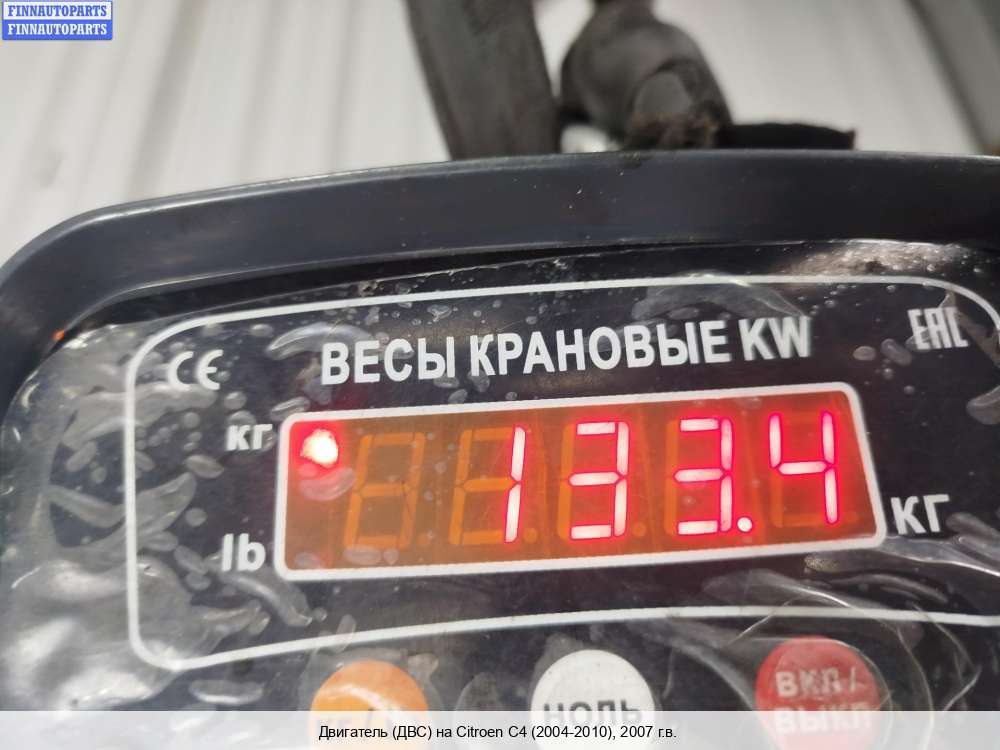 FINNAUTOPARTS
FINNAUTOPARTS
ВЕСЫ КРАНОВЫЕ KW
CE
EAC
кг
133.4
кг
lb
НОЛЬ
ВКЛ/
ВЫКЛ
Двигатель (ДВС) на Citroen C4 (2004-2010), 2007 г.в.